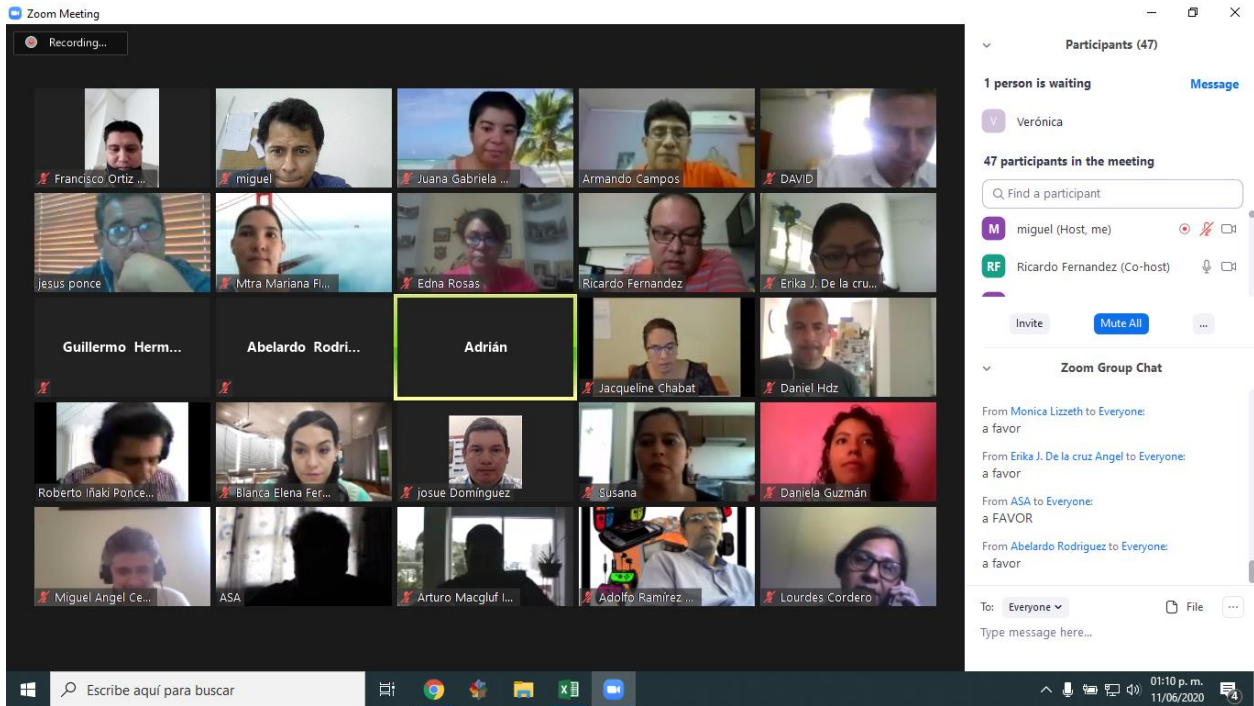 Zoom Meeting
Recording...
Francisco Ortiz ...
miguel
Juana Gabriela ...
Armando Campos
DAVID
jesus ponce
Mtra Mariana Fl...
Edna Rosas
Ricardo Fernandez
Erika J. De la cru...
Guillermo Herm...
Abelardo Rodri...
Adrián
Jacqueline Chabat
Daniel Hdz
Roberto Iñaki Ponce...
Blanca Elena Fer...
josue Domínguez
Susana
Daniela Guzmán
Miguel Angel Ce...
ASA
Arturo Macgluf I...
Adolfo Ramírez ...
Lourdes Cordero
Participants (47)
1 person is waiting
Message
V
Verónica
47 participants in the meeting
Find a participant
M
miguel (Host, me)
RF
Ricardo Fernandez (Co-host)
Invite
Mute All
...
Zoom Group Chat
From Monica Lizzeth to Everyone:
a favor
From Erika J. De la cruz Angel to Everyone:
a favor
From ASA to Everyone:
a FAVOR
From Abelardo Rodriguez to Everyone:
a favor
To: Everyone
File
...
Type message here...
Escribe aquí para buscar
01:10 p. m.
11/06/2020
4